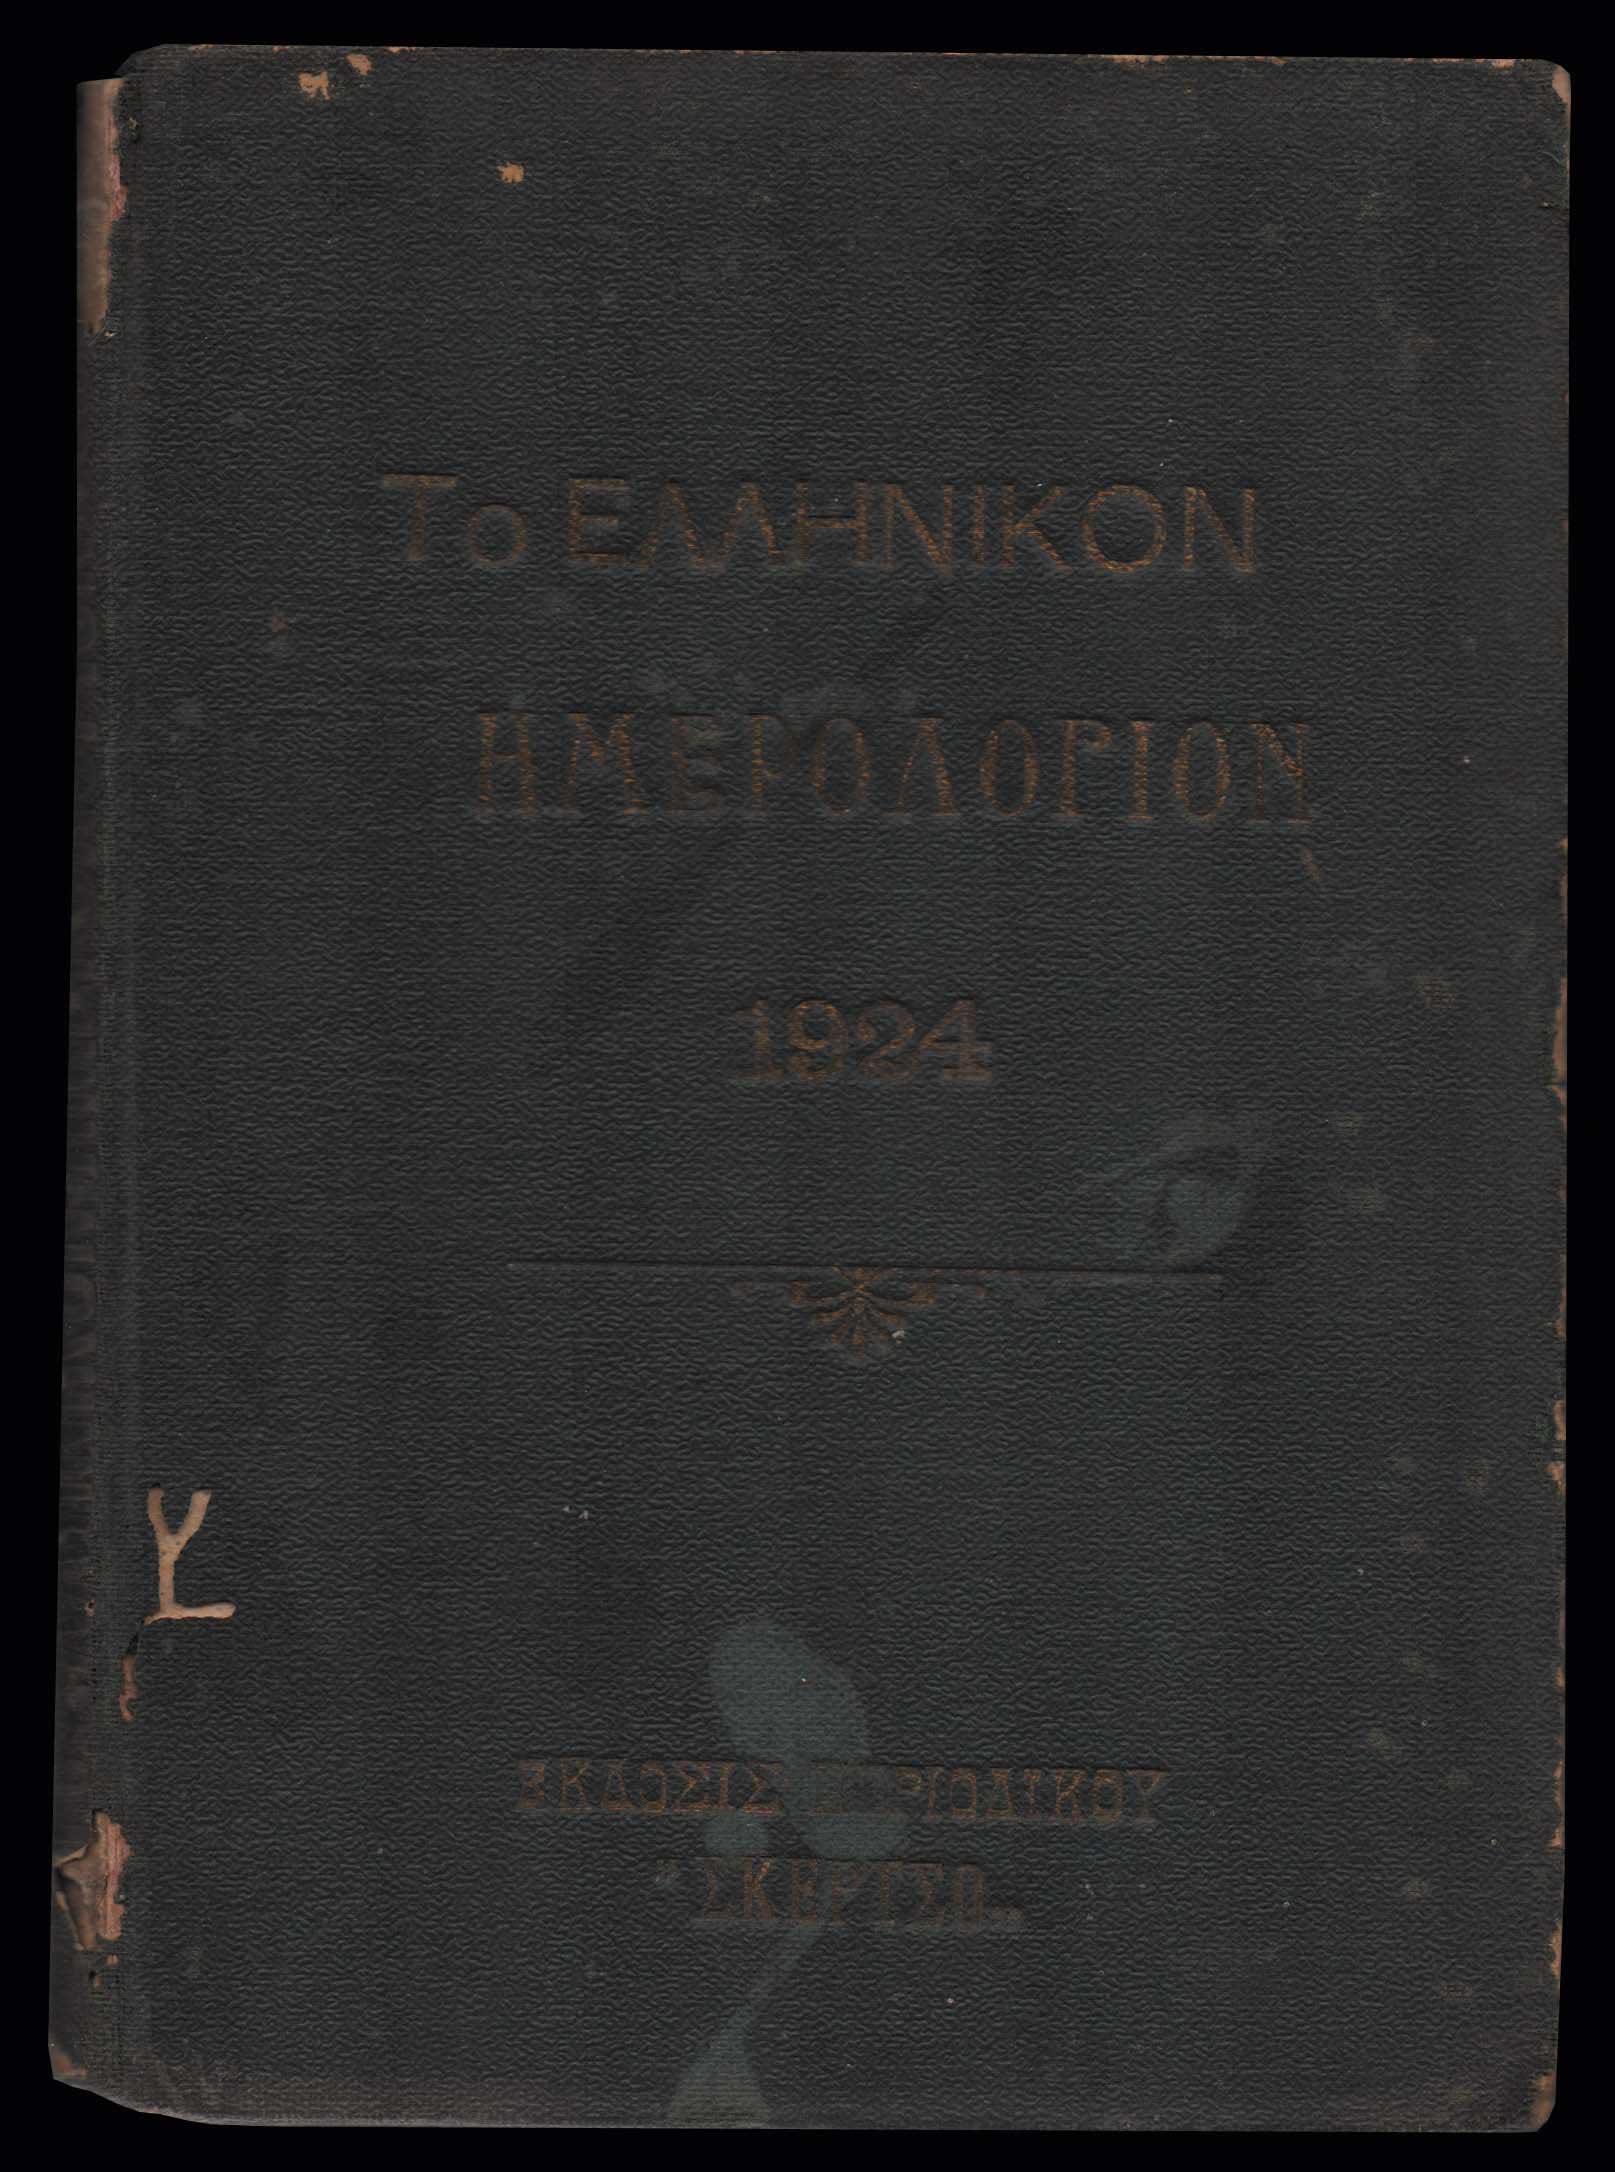 Το ΕΛΛΗΝΙΚΟΝ
ΗΜΕΡΟΛΟΓΙΟΝ
1924
ΕΚΔΟΣΙΣ ΠΕΡΙΟΔΙΚΟΥ
"ΣΚΕΡΤΣΟ„